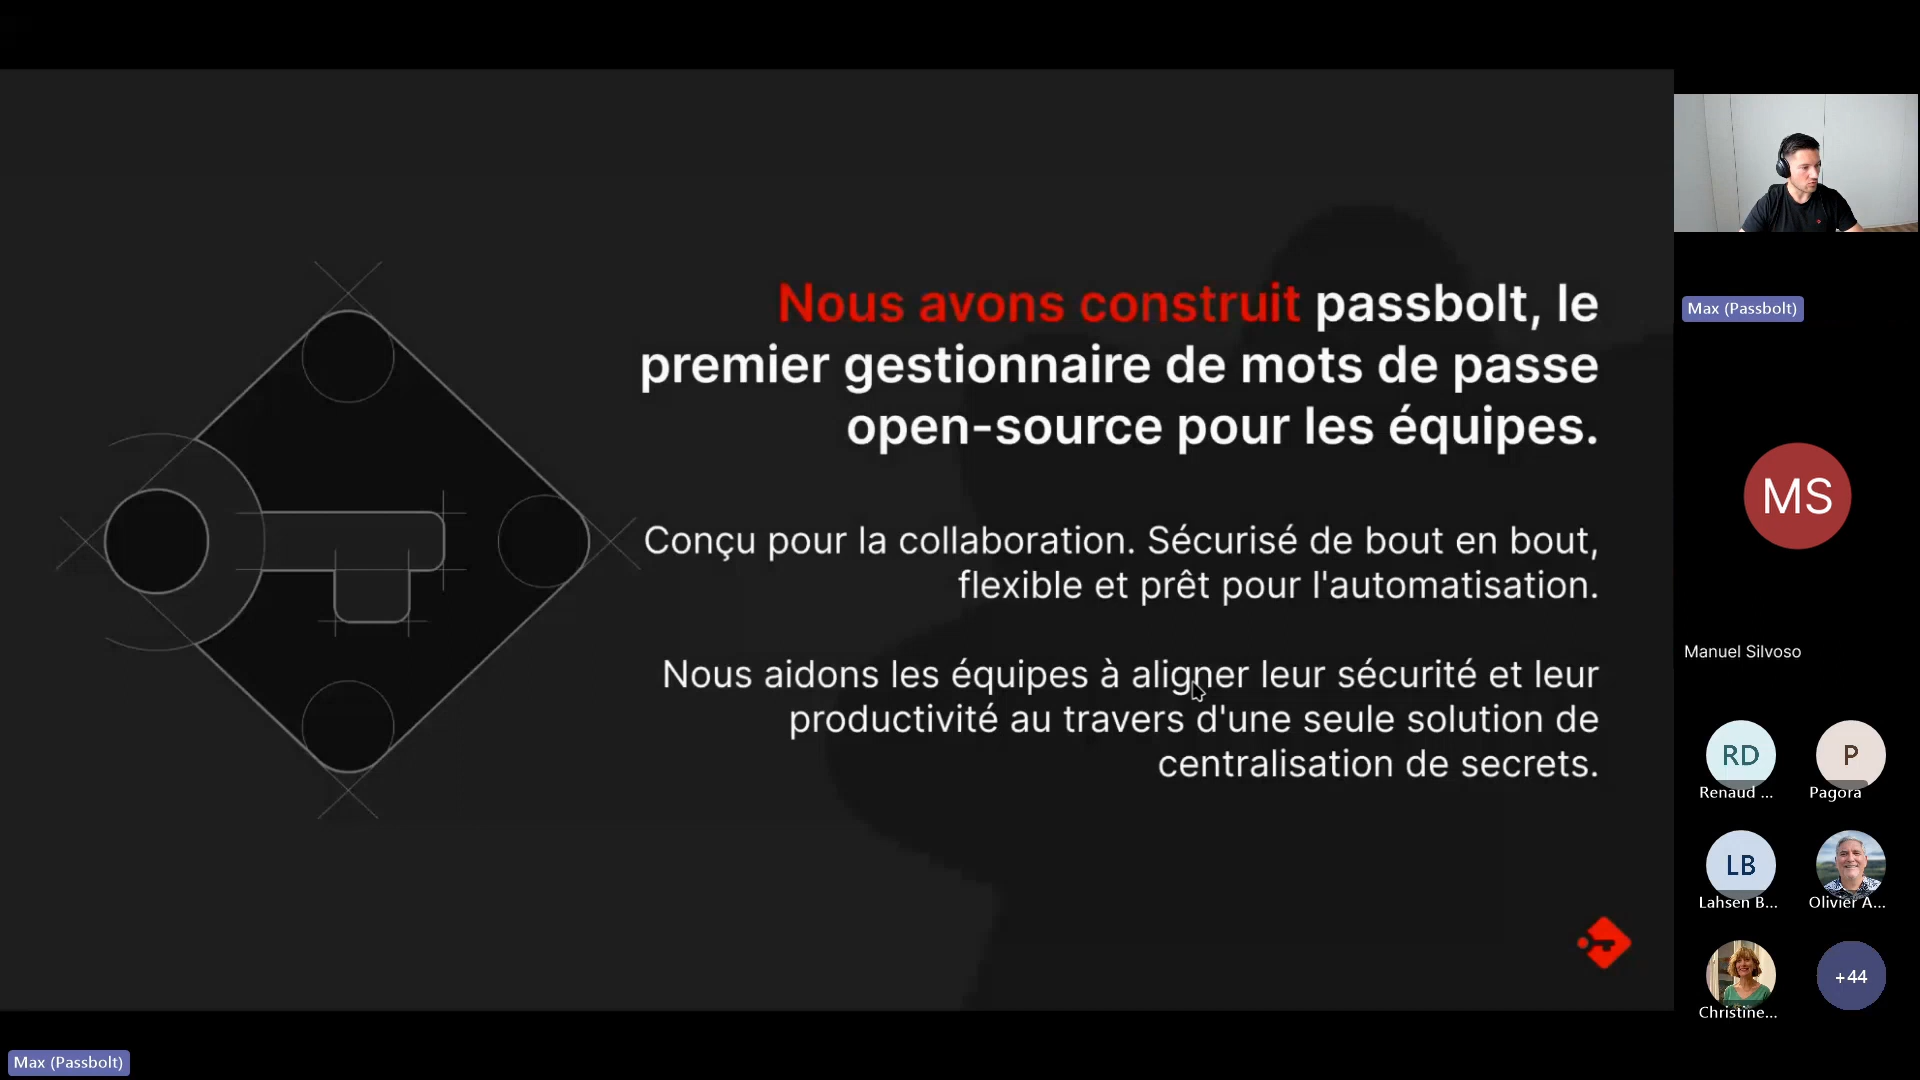 Nous avons construit passbolt, le
premier gestionnaire de mots de passe
open-source pour les équipes.
Conçu pour la collaboration. Sécurisé de bout en bout,
flexible et prêt pour l'automatisation.
Nous aidons les équipes à aligner leur sécurité et leur
productivité au travers d'une seule solution de
centralisation de secrets.
Max (Passbolt)
MS
Manuel Silvoso
RD
Renaud ...
P
Pagora
LB
Lahsen B...
Olivier A...
Christine...
+44
Max (Passbolt)